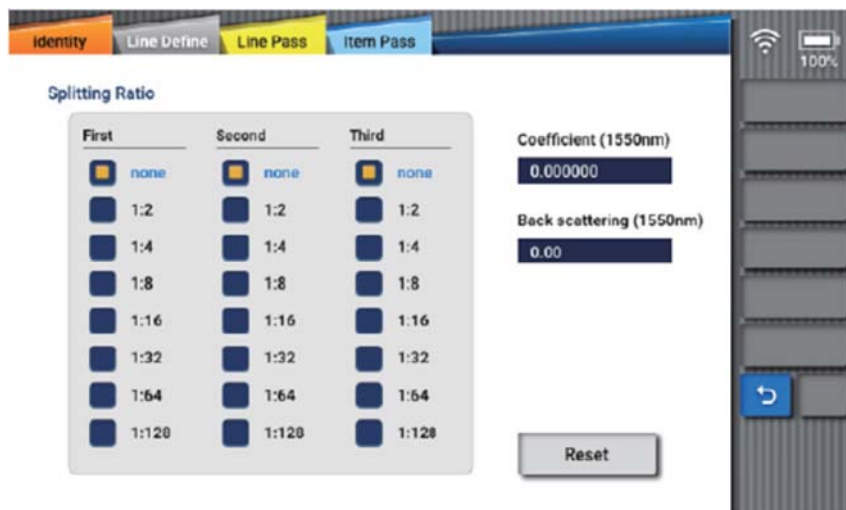 Identity Line Define Line Pass Item Pass
100%
Splitting Ratio
First Second Third
none none none
1:2 1:2 1:2
1:4 1:4 1:4
1:8 1:8 1:8
1:16 1:16 1:16
1:32 1:32 1:32
1:64 1:64 1:64
1:128 1:128 1:128
Coefficient (1550nm)
0.000000
Back scattering (1550nm)
0.00
Reset